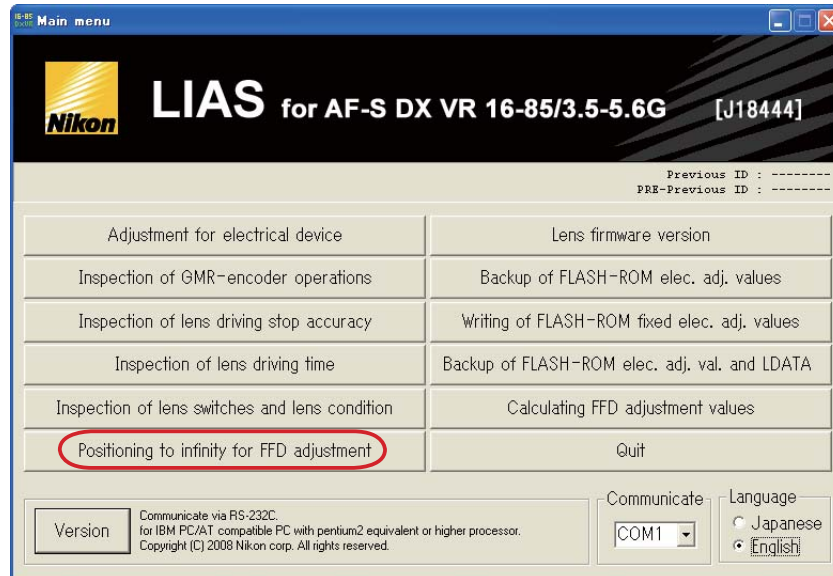 16-85
DxVR Main menu
Nikon
LIAS for AF-S DX VR 16-85/3.5-5.6G [J18444]
Previous ID : --------
PRE-Previous ID : --------
Adjustment for electrical device
Lens firmware version
Inspection of GMR-encoder operations
Backup of FLASH-ROM elec. adj. values
Inspection of lens driving stop accuracy
Writing of FLASH-ROM fixed elec. adj. values
Inspection of lens driving time
Backup of FLASH-ROM elec. adj. val. and LDATA
Inspection of lens switches and lens condition
Calculating FFD adjustment values
Positioning to infinity for FFD adjustment
Quit
Version
Communicate via RS-232C.
for IBM PC/AT compatible PC with pentium2 equivalent or higher processor.
Copyright (C) 2008 Nikon corp. All rights reserved.
Communicate
COM1
Language
Japanese
English